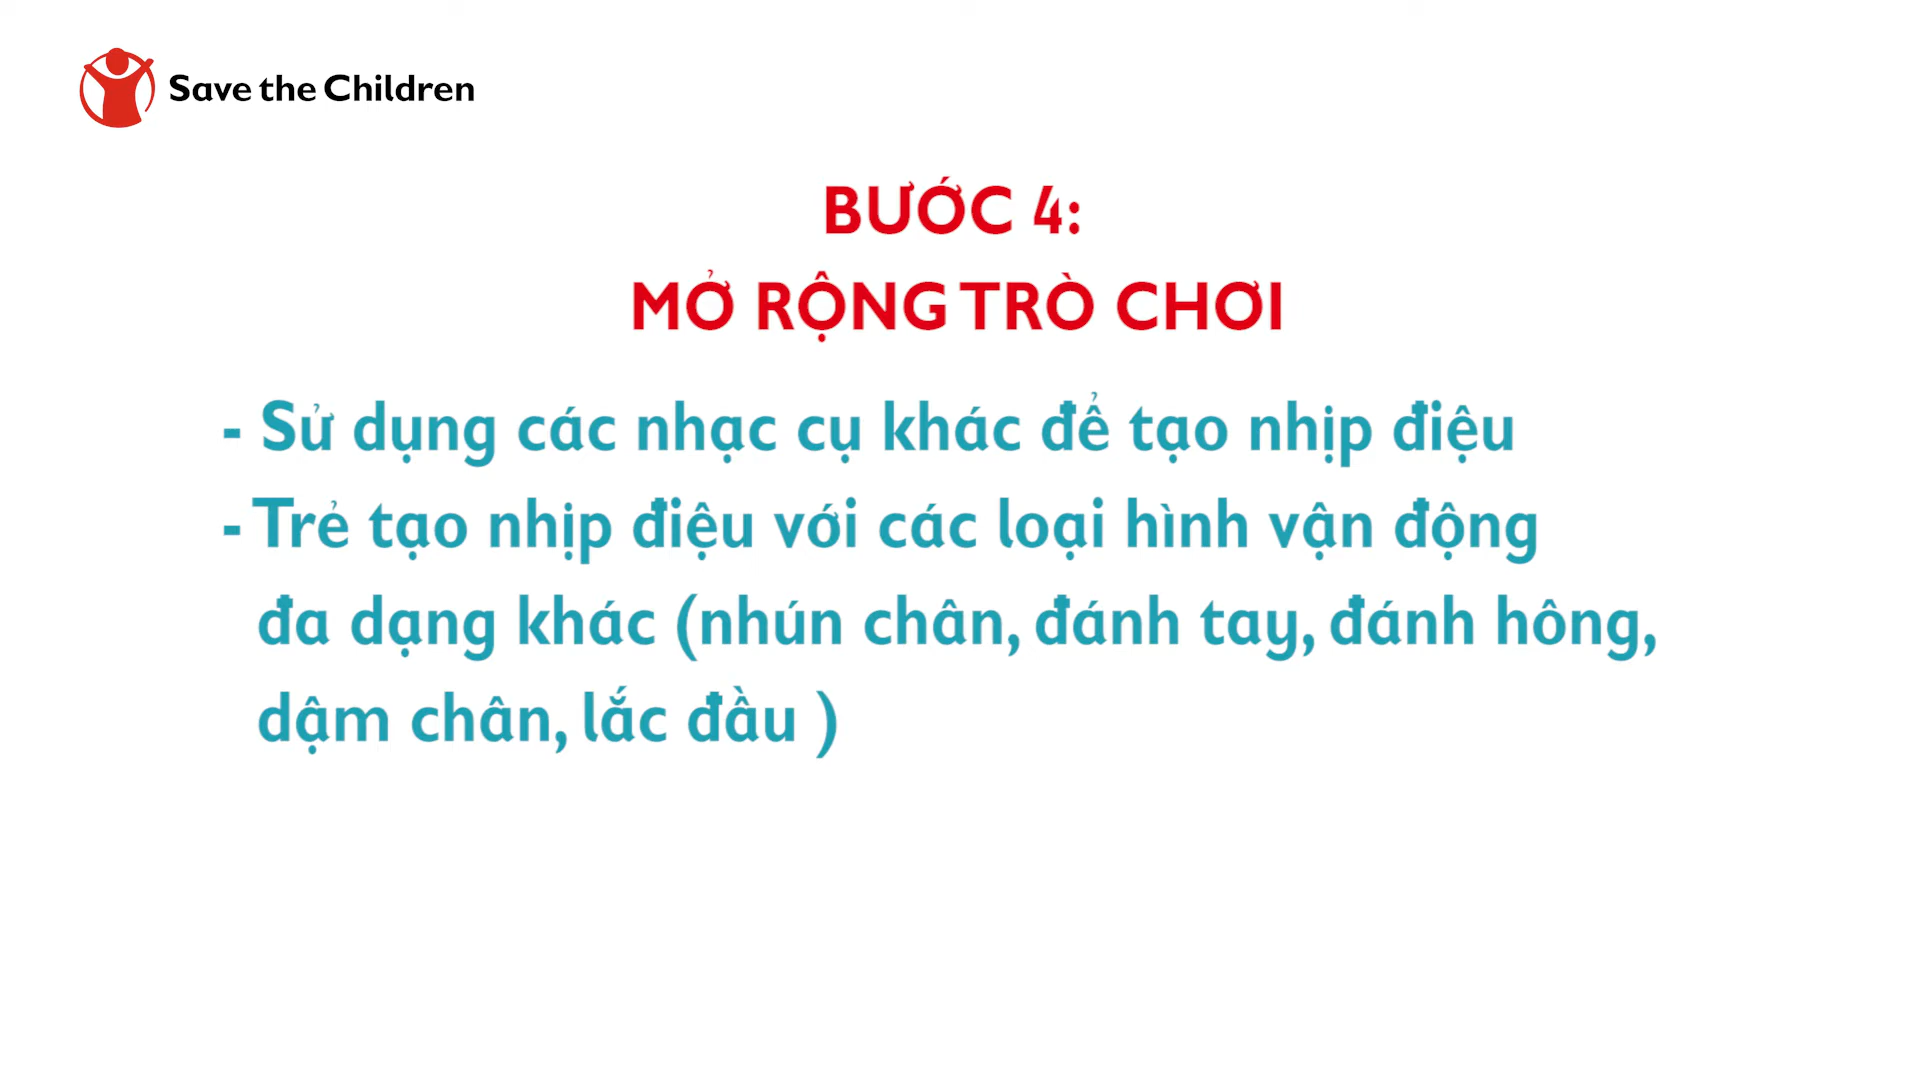 Save the Children
BƯỚC 4:
MỞ RỘNG TRÒ CHƠI
- Sử dụng các nhạc cụ khác để tạo nhịp điệu
- Trẻ tạo nhịp điệu với các loại hình vận động
đa dạng khác (nhún chân, đánh tay, đánh hông,
dậm chân, lắc đầu )